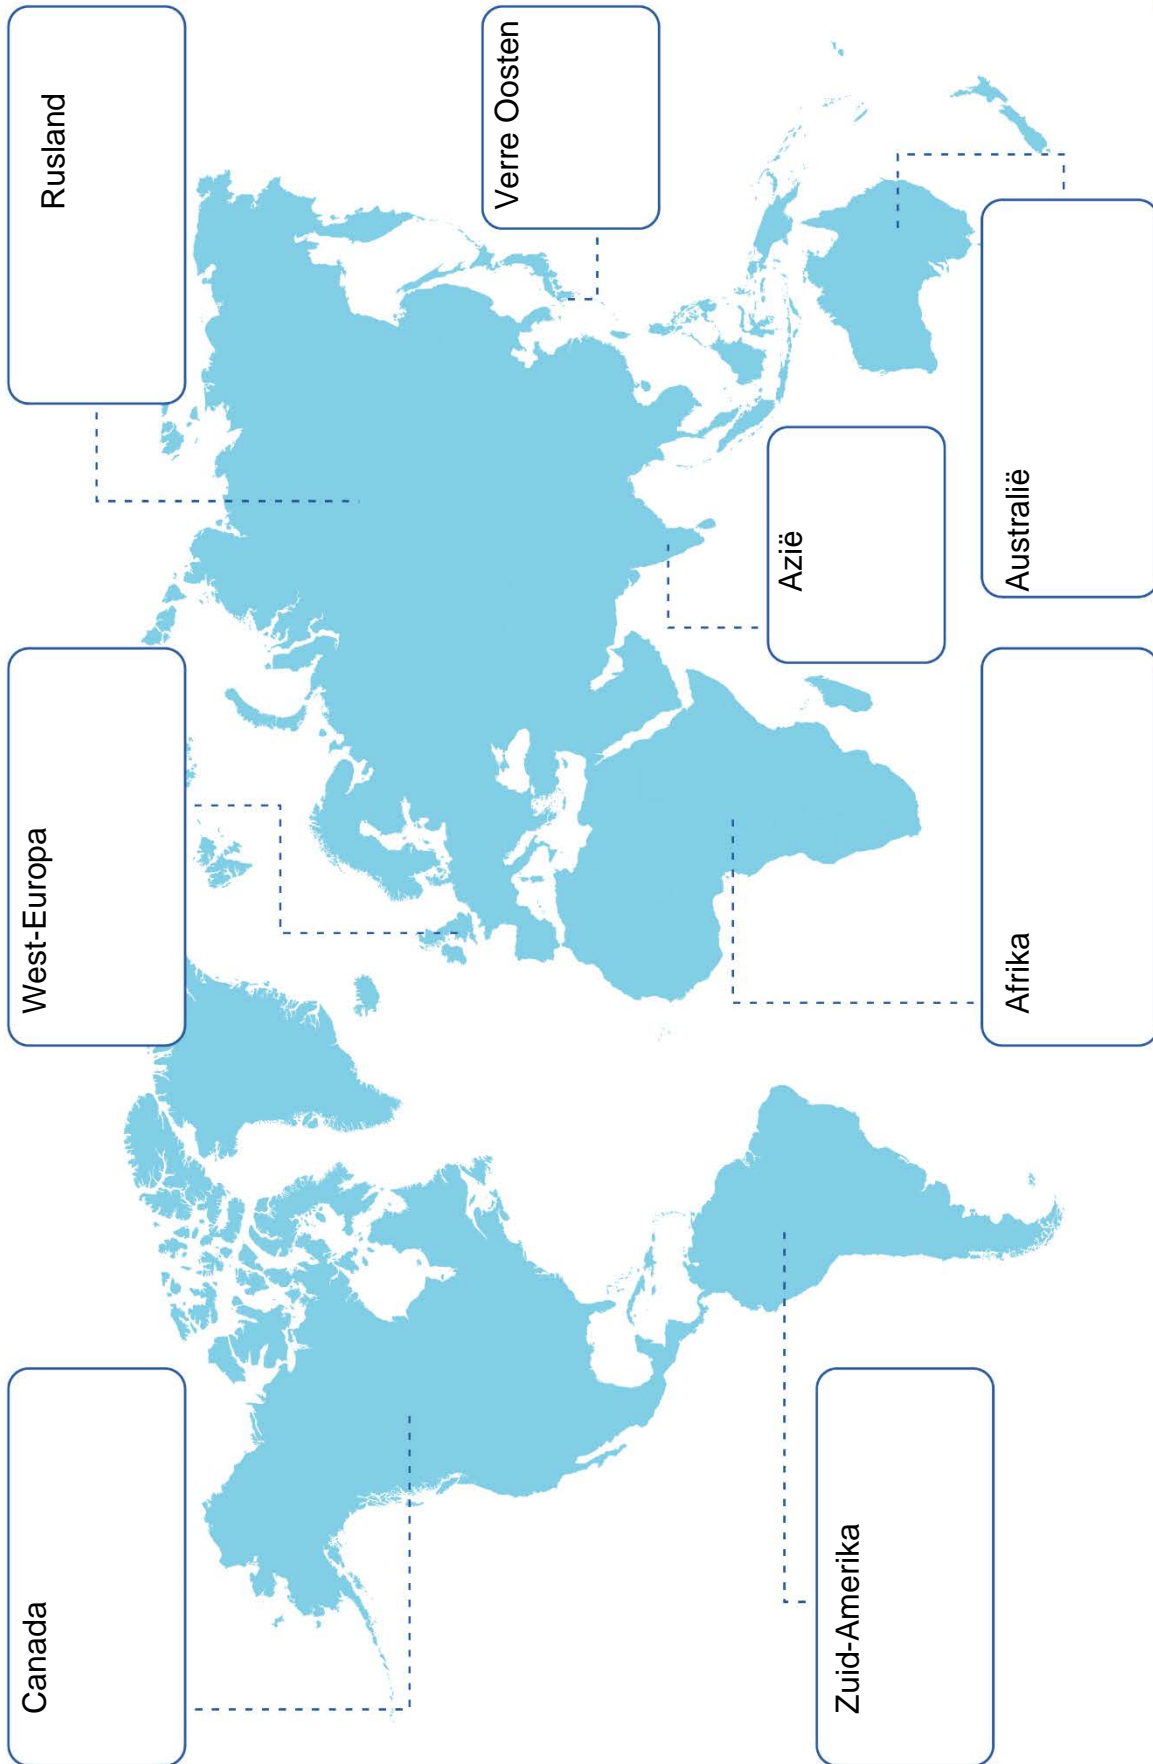 Canada
West-Europa
Rusland
Verre Oosten
Azië
Zuid-Amerika
Afrika
Australië